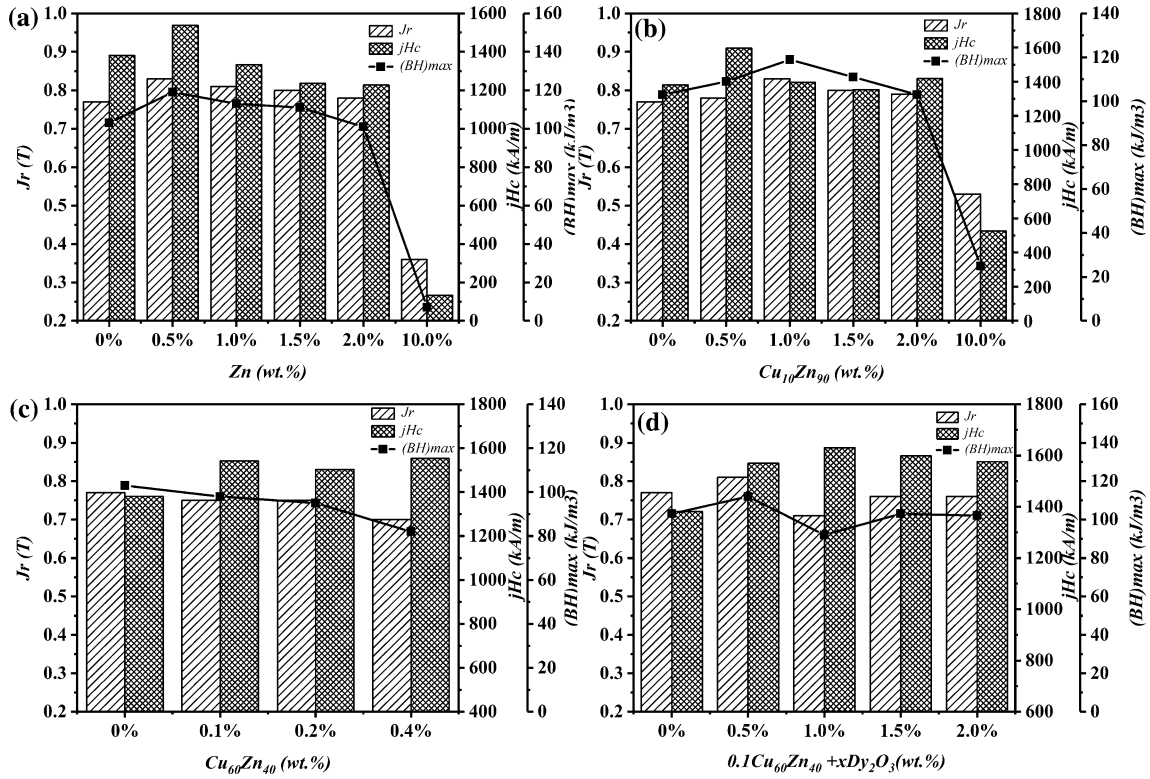 (a)
1.0
0.9
0.8
0.7
0.6
0.5
0.4
0.3
0.2
Jr (T)
Jr
jHc
(BH)max
1600
1400
1200
1000
800
600
400
200
0
jHc (kA/m)
160
140
120
100
80
60
40
20
0
(BH)max (kJ/m3)
0% 0.5% 1.0% 1.5% 2.0% 10.0%
Zn (wt.%)
(b)
1.0
0.9
0.8
0.7
0.6
0.5
0.4
0.3
0.2
Jr (T)
Jr
jHc
(BH)max
1800
1600
1400
1200
1000
800
600
400
200
0
jHc (kA/m)
140
120
100
80
60
40
20
0
(BH)max (kJ/m3)
0% 0.5% 1.0% 1.5% 2.0% 10.0%
Cu10Zn90 (wt.%)
(c)
1.0
0.9
0.8
0.7
0.6
0.5
0.4
0.3
0.2
Jr (T)
Jr
jHc
(BH)max
1800
1600
1400
1200
1000
800
600
400
jHc (kA/m)
140
120
100
80
60
40
20
0
(BH)max (kJ/m3)
0% 0.1% 0.2% 0.4%
Cu60Zn40 (wt.%)
(d)
1.0
0.9
0.8
0.7
0.6
0.5
0.4
0.3
0.2
Jr (T)
Jr
jHc
(BH)max
1800
1600
1400
1200
1000
800
600
jHc (kA/m)
160
140
120
100
80
60
40
20
0
(BH)max (kJ/m3)
0% 0.5% 1.0% 1.5% 2.0%
0.1Cu60Zn40 +xDy2O3(wt.%)